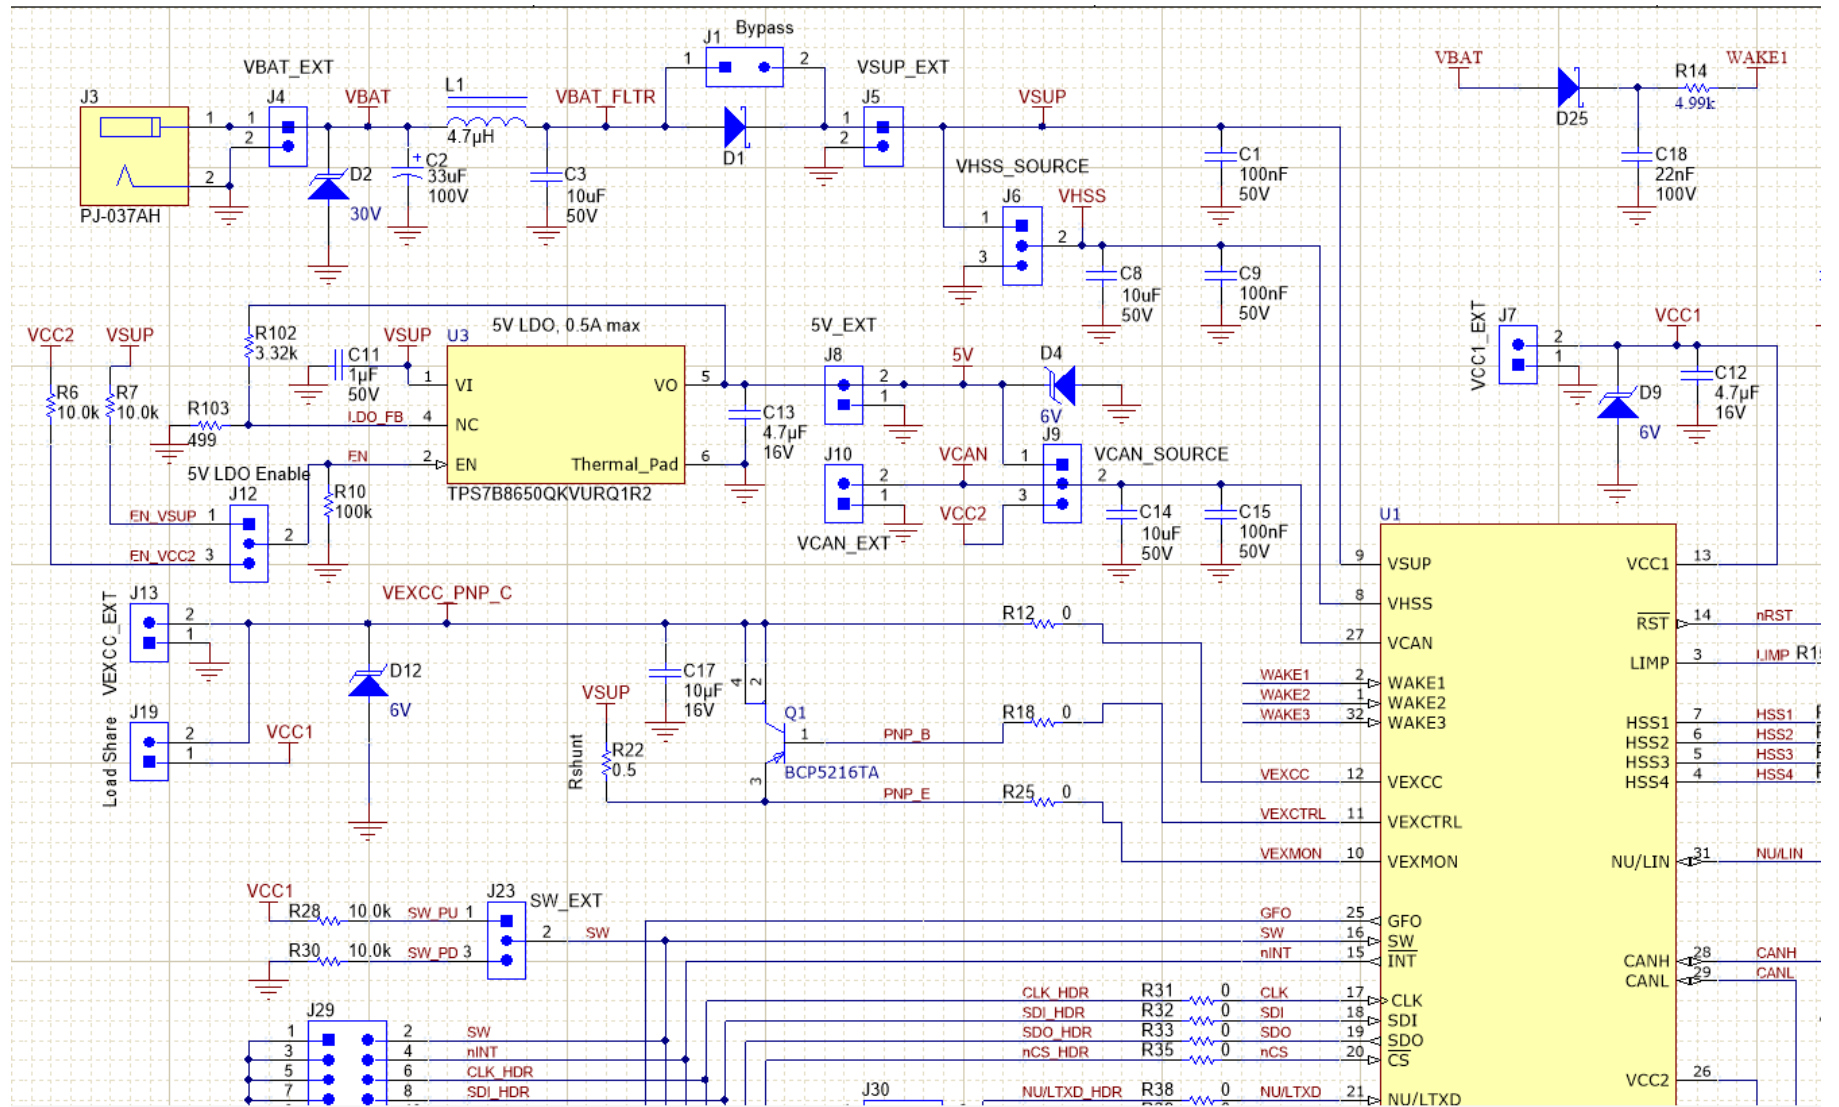 Bypass
J1
1
2
VBAT_EXT
VSUP_EXT
J3
J4
VBAT
L1
VBAT_FLTR
J5
VSUP
VBAT
R14
WAKE1
4.99k
D25
1
1
2
4.7µH
1
2
D1
D2
30V
+
C2
33uF
100V
C3
10uF
50V
2
PJ-037AH
VHSS_SOURCE
C1
100nF
50V
C18
22nF
100V
J6
VHSS
1
2
3
C8
10uF
50V
C9
100nF
50V
VCC2
VSUP
R102
3.32k
VSUP
U3
5V LDO, 0.5A max
5V_EXT
C11
1µF
50V
J8
5V
D4
6V
R6
10.0k
R7
10.0k
R103
499
LDO_FB
EN
1
VI
4
NC
2
EN
VO
5
Thermal_Pad
6
TPS7B8650QKVURQ1R2
C13
4.7µF
16V
2
1
J7
VCC1_EXT
2
1
VCC1
D9
6V
C12
4.7µF
16V
5V LDO Enable
J12
R10
100k
EN_VSUP
1
2
EN_VCC2
3
J10
VCAN
2
1
VCC2
VCAN_EXT
J9
VCAN_SOURCE
1
2
3
C14
10uF
50V
C15
100nF
50V
J13
VEXCC_EXT
2
1
VEXCC_PNP_C
D12
6V
J19
Load Share
2
1
VCC1
C17
10µF
16V
VSUP
Rshunt
R22
0.5
4
2
Q1
1
3
BCP5216TA
PNP_B
PNP_E
R12
0
R18
0
R25
0
U1
9
VSUP
8
VHSS
27
VCAN
WAKE1
2
WAKE1
WAKE2
1
WAKE2
WAKE3
32
WAKE3
VEXCC
12
VEXCC
VEXCTRL
11
VEXCTRL
VEXMON
10
VEXMON
VCC1
13
RST
14
nRST
LIMP
3
LIMP
HSS1
7
HSS1
HSS2
6
HSS2
HSS3
5
HSS3
HSS4
4
HSS4
NU/LIN
31
NU/LIN
VCC1
R28
10.0k
SW_PU
1
R30
10.0k
SW_PD
3
J23
SW_EXT
2
SW
GFO
25
GFO
SW
16
SW
nINT
15
INT
CANH
28
CANH
CANL
29
CANL
CLK_HDR
R31
0
CLK
17
CLK
SDI_HDR
R32
0
SDI
18
SDI
SDO_HDR
R33
0
SDO
19
SDO
nCS_HDR
R35
0
nCS
20
CS
J29
1
2
SW
3
4
nINT
5
6
CLK_HDR
7
8
SDI_HDR
J30
NU/LTXD_HDR
R38
0
NU/LTXD
21
NU/LTXD
VCC2
26